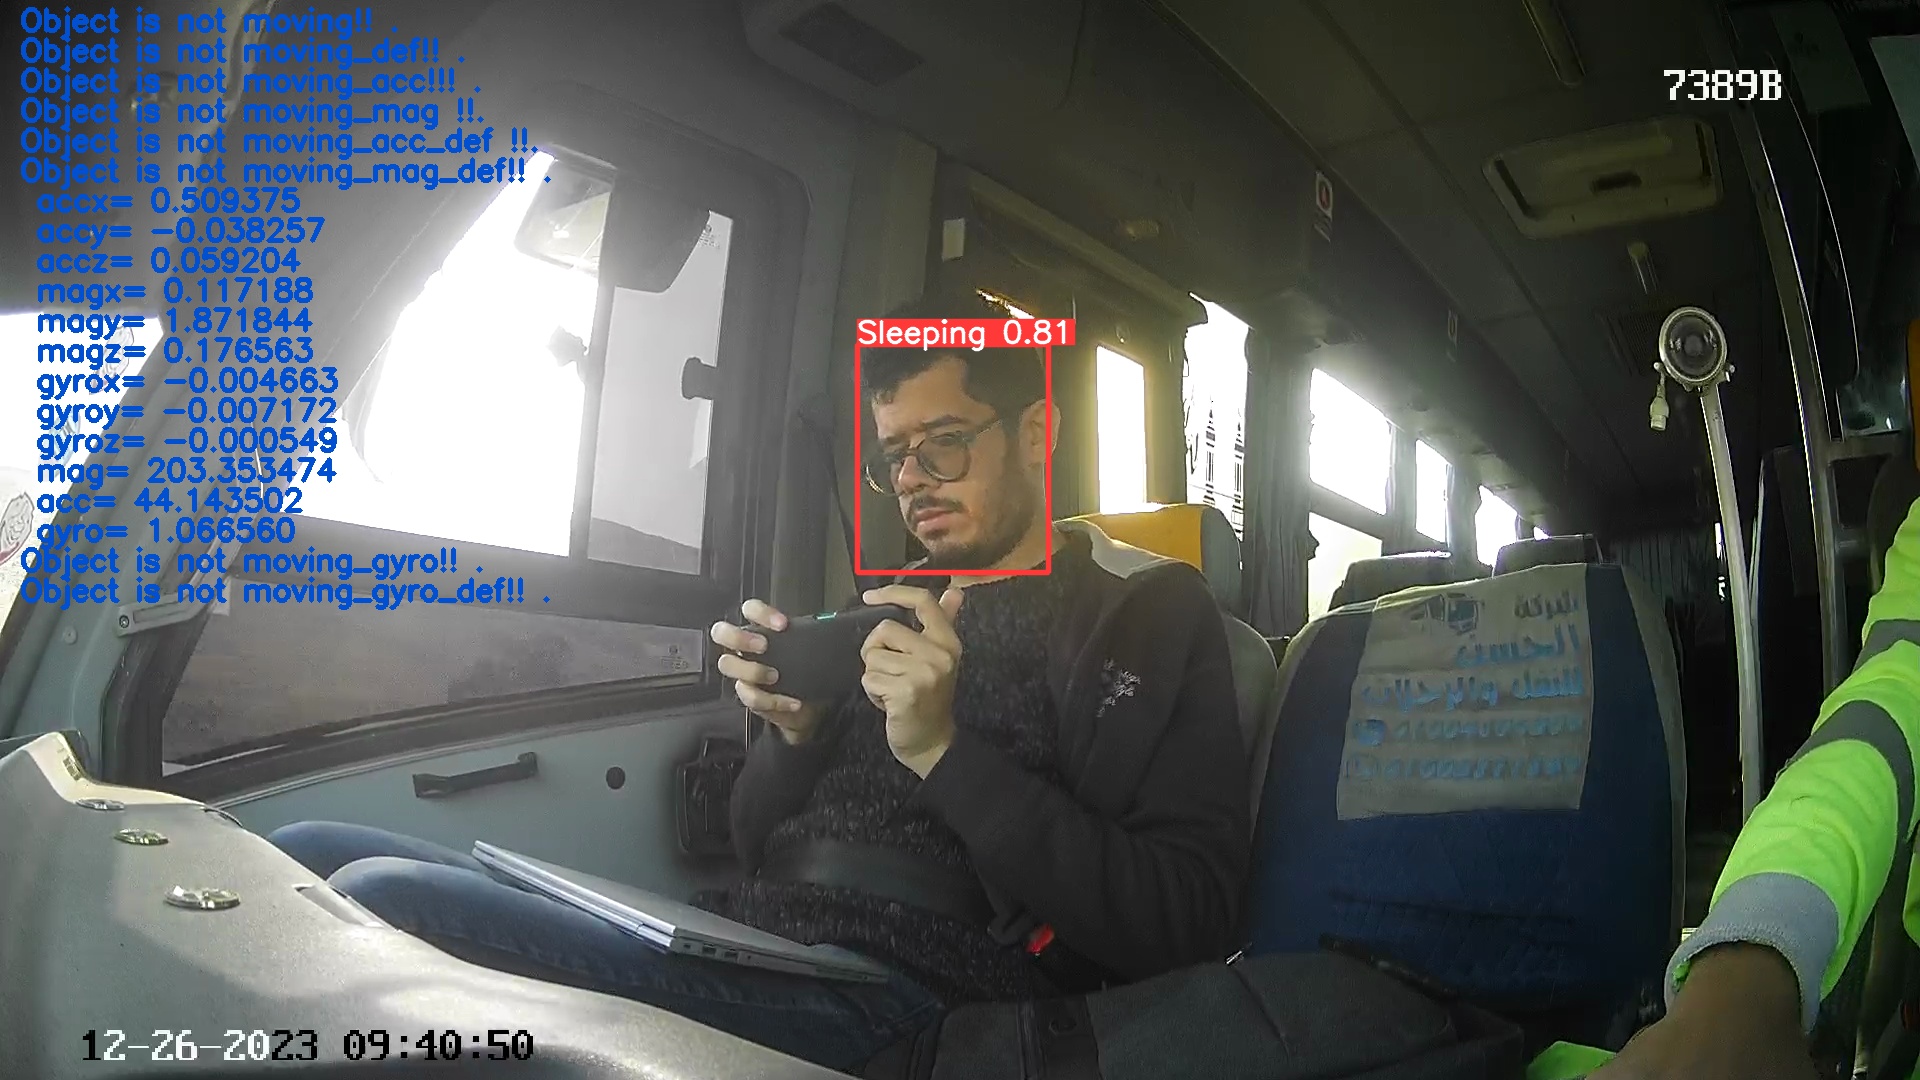 Object is not moving!! .
Object is not moving_def!! .
Object is not moving_acc!!! .
Object is not moving_mag !!.
Object is not moving_acc_def !!.
Object is not moving_mag_def!! .
accx= 0.509375
accy= -0.038257
accz= 0.059204
magx= 0.117188
magy= 1.871844
magz= 0.176563
gyrox= -0.004663
gyroy= -0.007172
gyroz= -0.000549
mag= 203.353474
acc= 44.143502
gyro= 1.066560
Object is not moving_gyro!! .
Object is not moving_gyro_def!! .
7389B
Sleeping 0.81
شركة
الحسن
للنقل والرحلات
12-26-2023 09:40:50